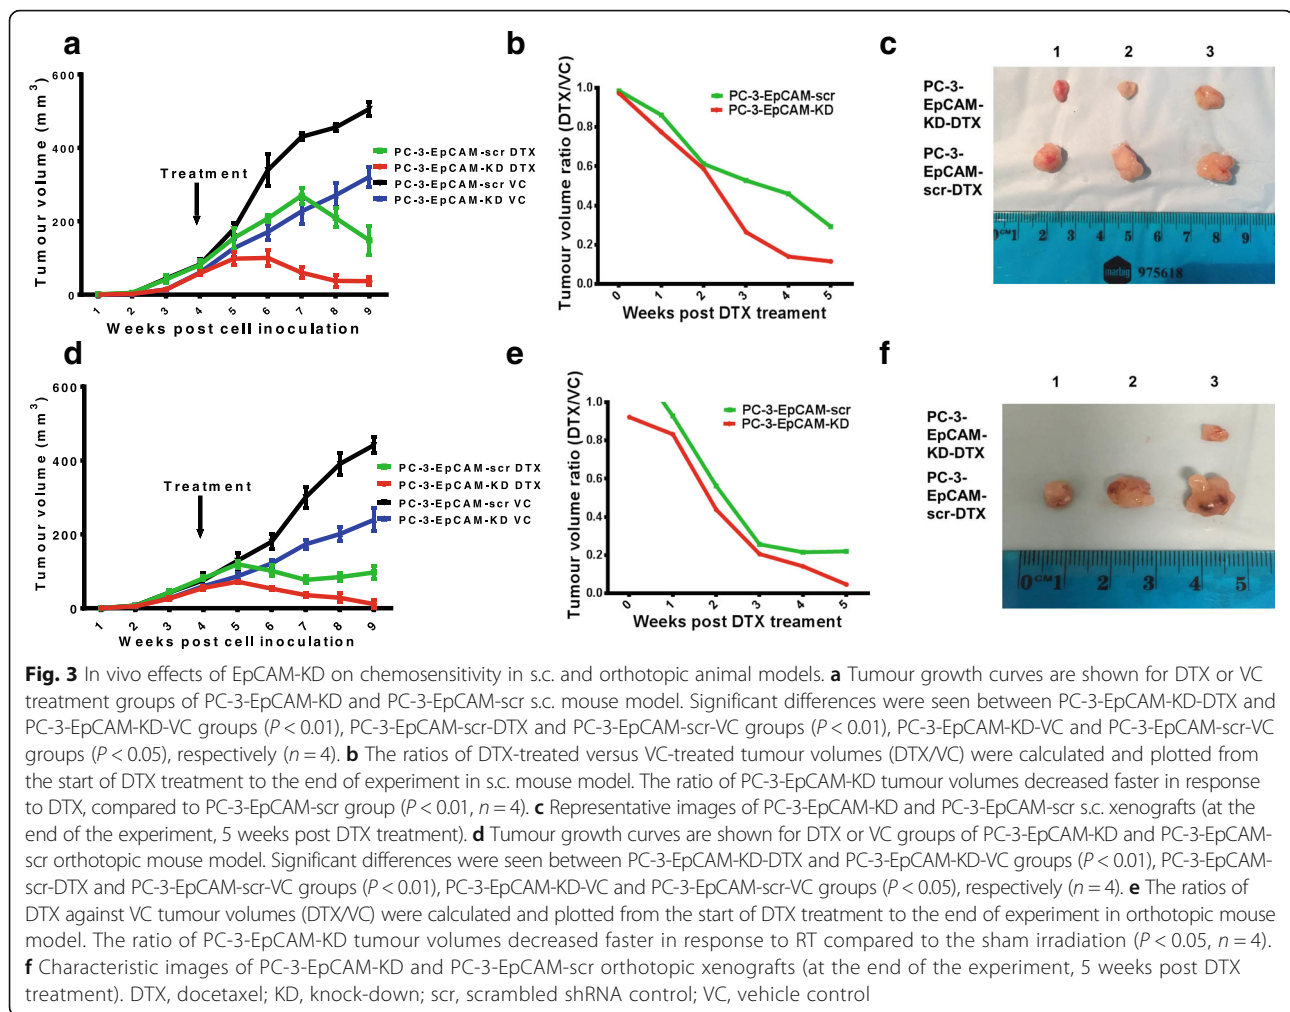 a
600
400
200
0
Tumour volume (mm3)
Treatment
PC-3-EpCAM-scr DTX
PC-3-EpCAM-KD DTX
PC-3-EpCAM-scr VC
PC-3-EpCAM-KD VC
1 2 3 4 5 6 7 8 9
Weeks post cell inoculation
b
1.0
0.8
0.6
0.4
0.2
0.0
Tumour volume ratio (DTX/VC)
PC-3-EpCAM-scr
PC-3-EpCAM-KD
0 1 2 3 4 5
Weeks post DTX treament
c
1 2 3
PC-3-
EpCAM-
KD-DTX
PC-3-
EpCAM-
scr-DTX
0CM1 2 3 4 5 6 7 8 9
marbig 975618
d
600
400
200
0
Tumour volume (mm3)
Treatment
PC-3-EpCAM-scr DTX
PC-3-EpCAM-KD DTX
PC-3-EpCAM-scr VC
PC-3-EpCAM-KD VC
1 2 3 4 5 6 7 8 9
Weeks post cell inoculation
e
1.0
0.8
0.6
0.4
0.2
0.0
Tumour volume ratio (DTX/VC)
PC-3-EpCAM-scr
PC-3-EpCAM-KD
0 1 2 3 4 5
Weeks post DTX treament
f
1 2 3
PC-3-
EpCAM-
KD-DTX
PC-3-
EpCAM-
scr-DTX
0CM1 2 3 4 5
Fig. 3 In vivo effects of EpCAM-KD on chemosensitivity in s.c. and orthotopic animal models. a Tumour growth curves are shown for DTX or VC
treatment groups of PC-3-EpCAM-KD and PC-3-EpCAM-scr s.c. mouse model. Significant differences were seen between PC-3-EpCAM-KD-DTX and
PC-3-EpCAM-KD-VC groups (P < 0.01), PC-3-EpCAM-scr-DTX and PC-3-EpCAM-scr-VC groups (P < 0.01), PC-3-EpCAM-KD-VC and PC-3-EpCAM-scr-VC
groups (P < 0.05), respectively (n = 4). b The ratios of DTX-treated versus VC-treated tumour volumes (DTX/VC) were calculated and plotted from
the start of DTX treatment to the end of experiment in s.c. mouse model. The ratio of PC-3-EpCAM-KD tumour volumes decreased faster in response
to DTX, compared to PC-3-EpCAM-scr group (P < 0.01, n = 4). c Representative images of PC-3-EpCAM-KD and PC-3-EpCAM-scr s.c. xenografts (at the
end of the experiment, 5 weeks post DTX treatment). d Tumour growth curves are shown for DTX or VC groups of PC-3-EpCAM-KD and PC-3-EpCAM-
scr orthotopic mouse model. Significant differences were seen between PC-3-EpCAM-KD-DTX and PC-3-EpCAM-KD-VC groups (P < 0.01), PC-3-EpCAM-
scr-DTX and PC-3-EpCAM-scr-VC groups (P < 0.01), PC-3-EpCAM-KD-VC and PC-3-EpCAM-scr-VC groups (P < 0.05), respectively (n = 4). e The ratios of
DTX against VC tumour volumes (DTX/VC) were calculated and plotted from the start of DTX treatment to the end of experiment in orthotopic mouse
model. The ratio of PC-3-EpCAM-KD tumour volumes decreased faster in response to RT compared to the sham irradiation (P < 0.05, n = 4).
f Characteristic images of PC-3-EpCAM-KD and PC-3-EpCAM-scr orthotopic xenografts (at the end of the experiment, 5 weeks post DTX
treatment). DTX, docetaxel; KD, knock-down; scr, scrambled shRNA control; VC, vehicle control